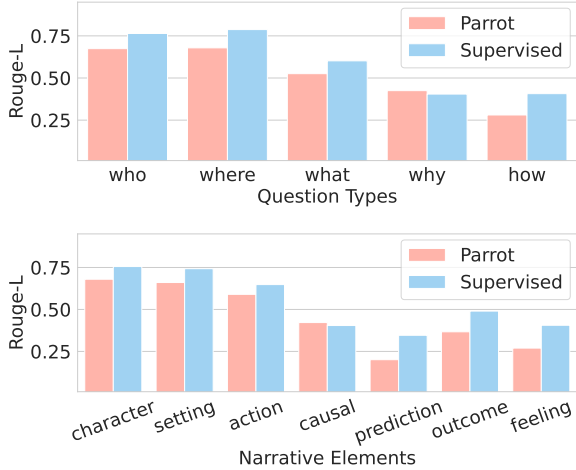 Rouge-L
0.75
0.50
0.25
Parrot
Supervised
who where what why how
Question Types
Rouge-L
0.75
0.50
0.25
Parrot
Supervised
character setting action causal prediction outcome feeling
Narrative Elements